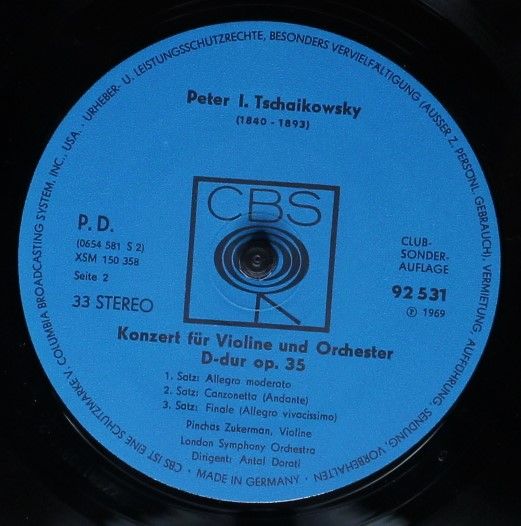 URHEBER- U. LEISTUNGSSCHUTZRECHTE, BESONDERS VERVIELFÄLTIGUNG (AUSSER Z. PERSÖNL. GEBRAUCH), VERMIETUNG, AUFFÜHRUNG, SENDUNG, VORBEHALTEN
Peter I. Tschaikowsky
(1840 - 1893)
CBS
P. D.
(0654 581 S 2)
XSM 150 358
Seite 2
33 STEREO
CLUB-
SONDER-
AUFLAGE
92 531
℗ 1969
Konzert für Violine und Orchester
D-dur op. 35
1. Satz: Allegro moderato
2. Satz: Canzonetta (Andante)
3. Satz: Finale (Allegro vivacissimo)
Pinchas Zukerman, Violine
London Symphony Orchestra
Dirigent: Antal Dorati
CBS IST EINE SCHUTZMARKE V. COLUMBIA BROADCASTING SYSTEM, INC., USA. ·
· MADE IN GERMANY ·